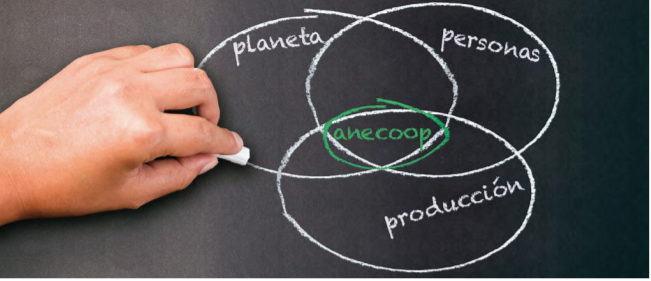 planeta
personas
anecoop
producción